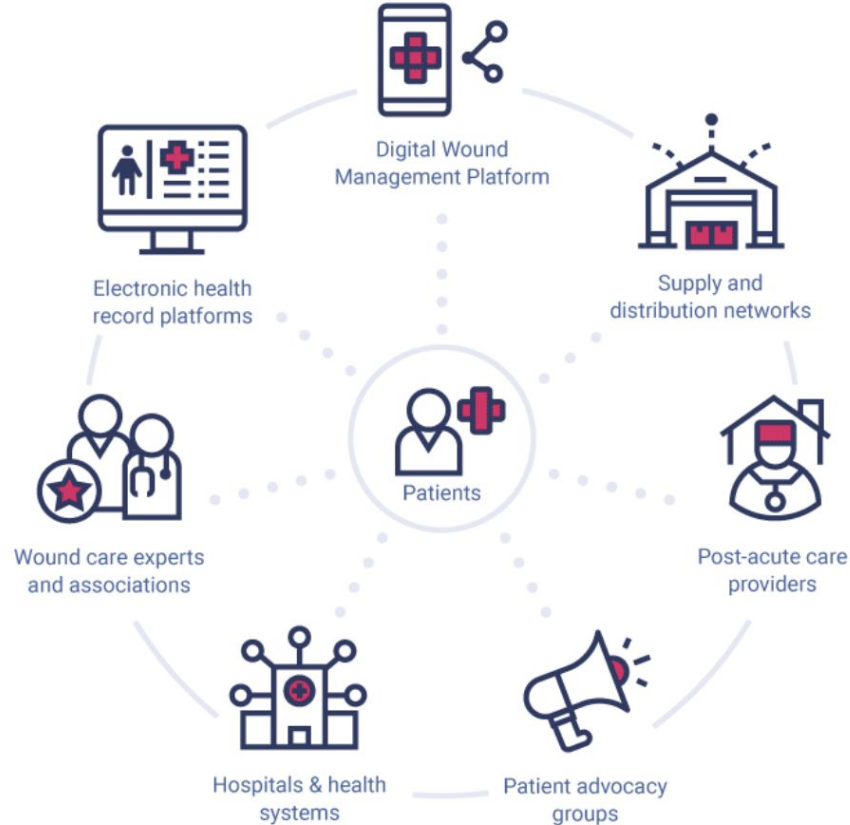 Digital Wound
Management Platform
Supply and
distribution networks
Post-acute care
providers
Patient advocacy
groups
Hospitals & health
systems
Wound care experts
and associations
Electronic health
record platforms
Patients